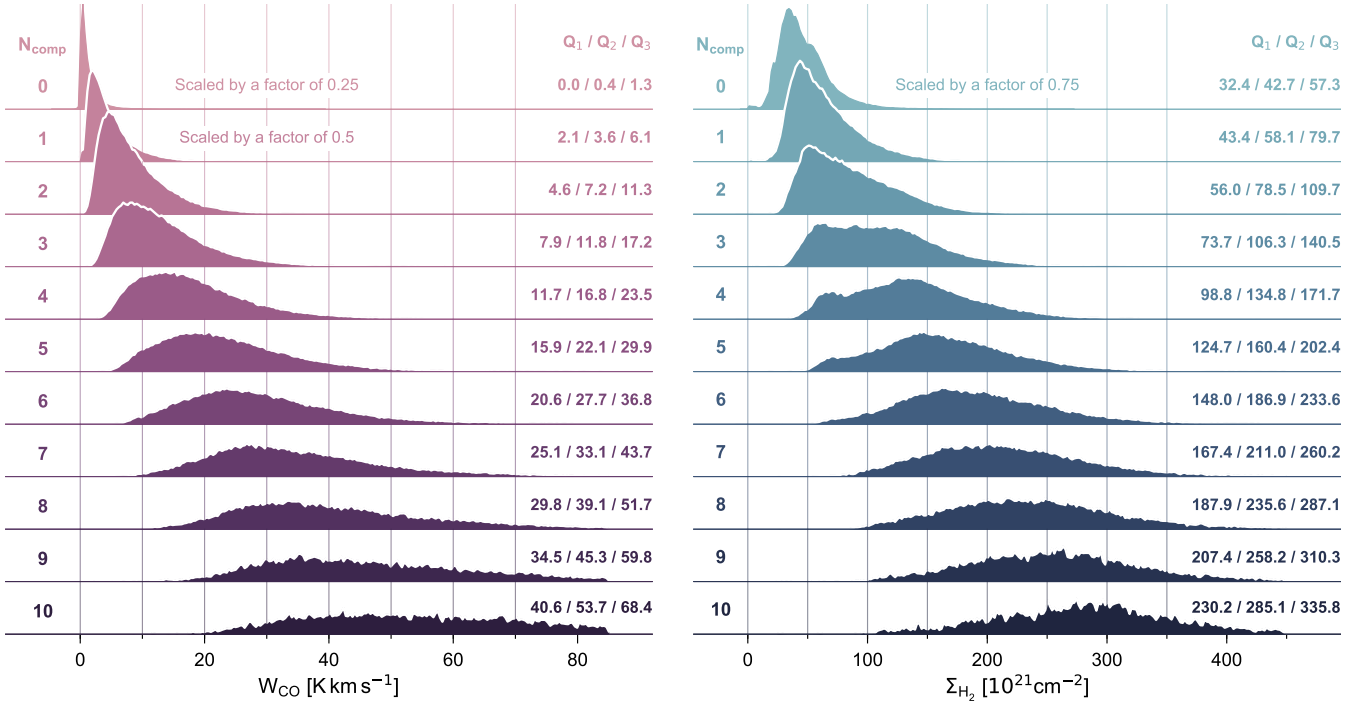 N_comp Q₁ / Q₂ / Q₃
0 Scaled by a factor of 0.25 0.0 / 0.4 / 1.3
1 Scaled by a factor of 0.5 2.1 / 3.6 / 6.1
2 4.6 / 7.2 / 11.3
3 7.9 / 11.8 / 17.2
4 11.7 / 16.8 / 23.5
5 15.9 / 22.1 / 29.9
6 20.6 / 27.7 / 36.8
7 25.1 / 33.1 / 43.7
8 29.8 / 39.1 / 51.7
9 34.5 / 45.3 / 59.8
10 40.6 / 53.7 / 68.4
0 20 40 60 80
W_CO [K km s⁻¹]
N_comp Q₁ / Q₂ / Q₃
0 Scaled by a factor of 0.75 32.4 / 42.7 / 57.3
1 43.4 / 58.1 / 79.7
2 56.0 / 78.5 / 109.7
3 73.7 / 106.3 / 140.5
4 98.8 / 134.8 / 171.7
5 124.7 / 160.4 / 202.4
6 148.0 / 186.9 / 233.6
7 167.4 / 211.0 / 260.2
8 187.9 / 235.6 / 287.1
9 207.4 / 258.2 / 310.3
10 230.2 / 285.1 / 335.8
0 100 200 300 400
Σ_H₂ [10²¹cm⁻²]